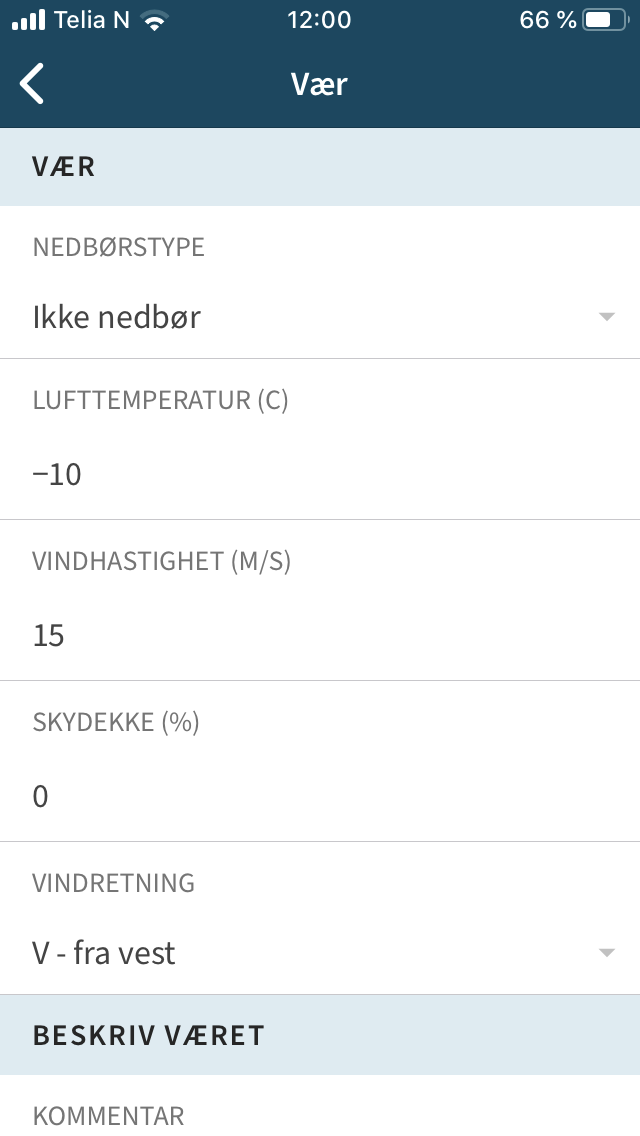 Telia N 12:00 66 %
Vær
VÆR
NEDBØRSTYPE
Ikke nedbør
LUFTTEMPERATUR (C)
−10
VINDHASTIGHET (M/S)
15
SKYDEKKE (%)
0
VINDRETNING
V - fra vest
BESKRIV VÆRET
KOMMENTAR